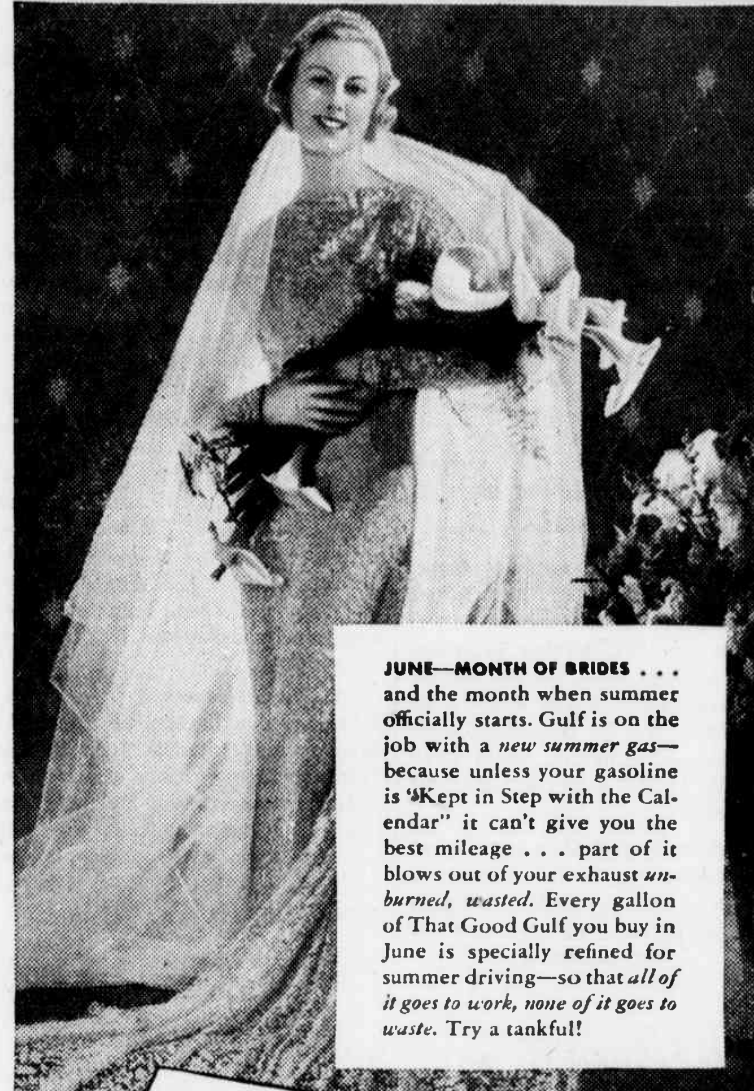 JUNE—MONTH OF BRIDES . . .
and the month when summer
officially starts. Gulf is on the
job with a new summer gas—
because unless your gasoline
is "Kept in Step with the Cal-
endar" it can't give you the
best mileage . . . part of it
blows out of your exhaust un-
burned, wasted. Every gallon
of That Good Gulf you buy in
June is specially refined for
summer driving—so that all of
it goes to work, none of it goes to
waste. Try a tankful!